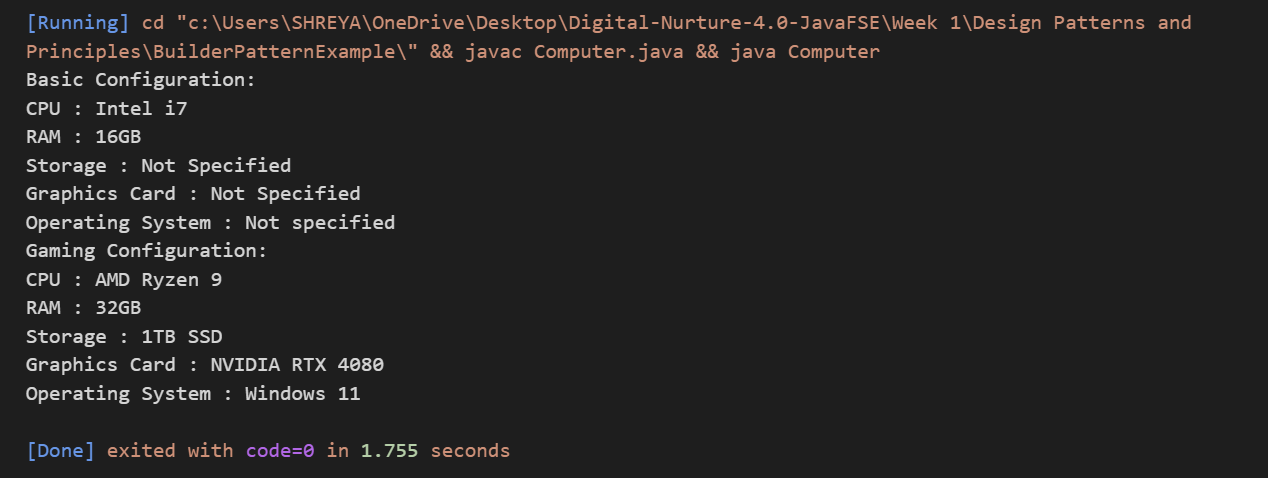 [Running] cd "c:\Users\SHREYA\OneDrive\Desktop\Digital-Nurture-4.0-JavaFSE\Week 1\Design Patterns and
Principles\BuilderPatternExample\" && javac Computer.java && java Computer
Basic Configuration:
CPU : Intel i7
RAM : 16GB
Storage : Not Specified
Graphics Card : Not Specified
Operating System : Not specified
Gaming Configuration:
CPU : AMD Ryzen 9
RAM : 32GB
Storage : 1TB SSD
Graphics Card : NVIDIA RTX 4080
Operating System : Windows 11
[Done] exited with code=0 in 1.755 seconds